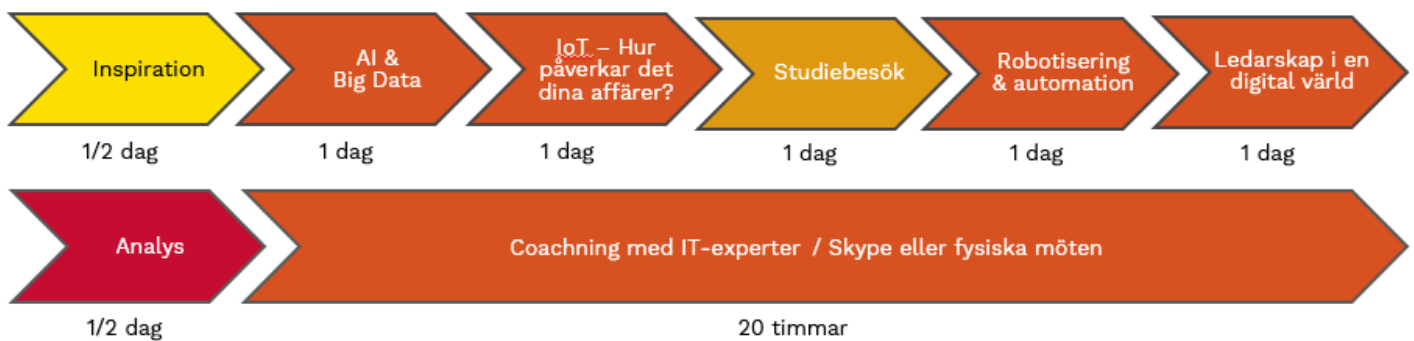 Inspiration
AI &
Big Data
IoT – Hur
påverkar det
dina affärer?
Studiebesök
Robotisering
& automation
Ledarskap i en
digital värld
1/2 dag
1 dag
1 dag
1 dag
1 dag
1 dag
Analys
Coachning med IT-experter / Skype eller fysiska möten
1/2 dag
20 timmar